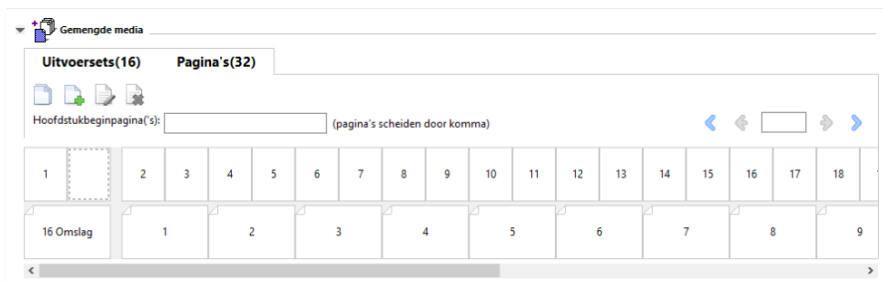 Gemengde media
Uitvoersets(16) Pagina's(32)
Hoofdstukbeginpagina('s): (pagina's scheiden door komma)
1 2 3 4 5 6 7 8 9 10 11 12 13 14 15 16 17 18
16 Omslag 1 2 3 4 5 6 7 8 9